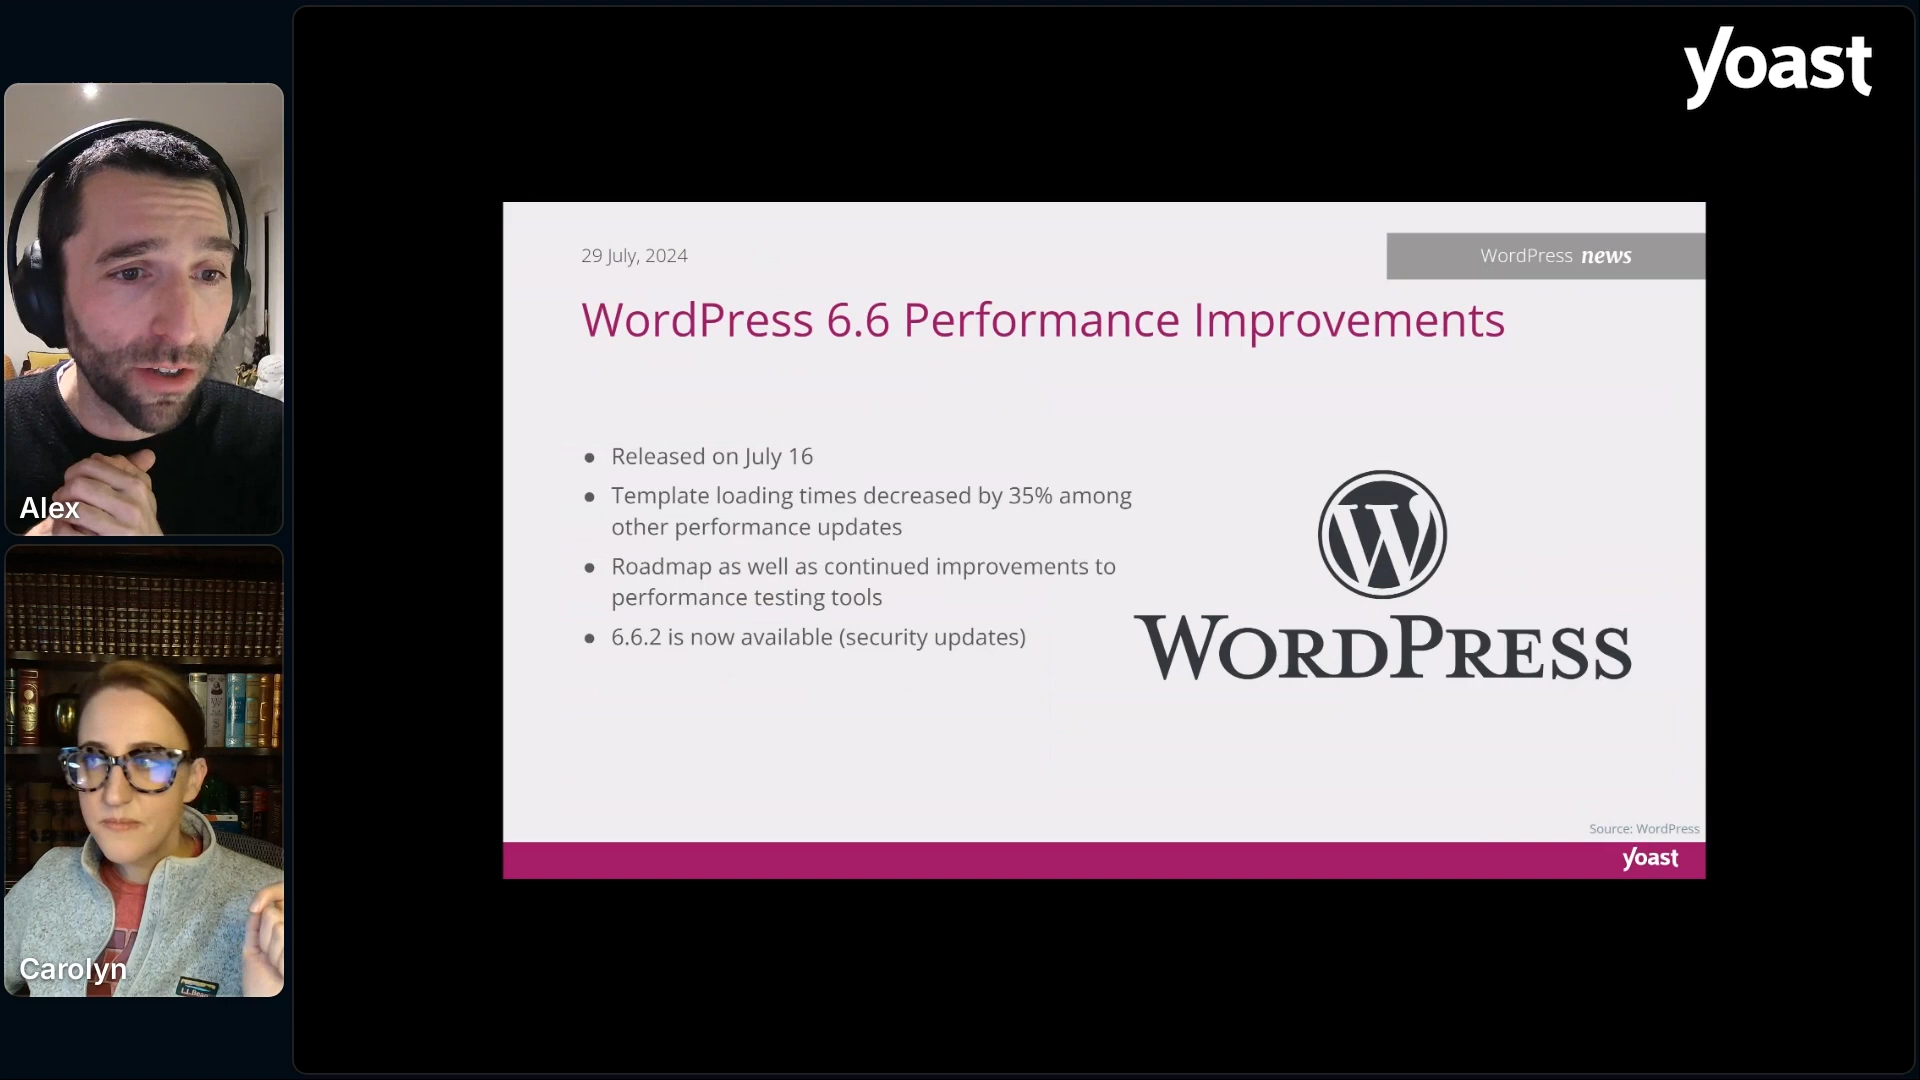 yoast
29 July, 2024
WordPress news
WordPress 6.6 Performance Improvements
● Released on July 16
● Template loading times decreased by 35% among
other performance updates
● Roadmap as well as continued improvements to
performance testing tools
● 6.6.2 is now available (security updates)
W
WORDPRESS
Source: WordPress
yoast
Alex
Carolyn
L.L.Bean